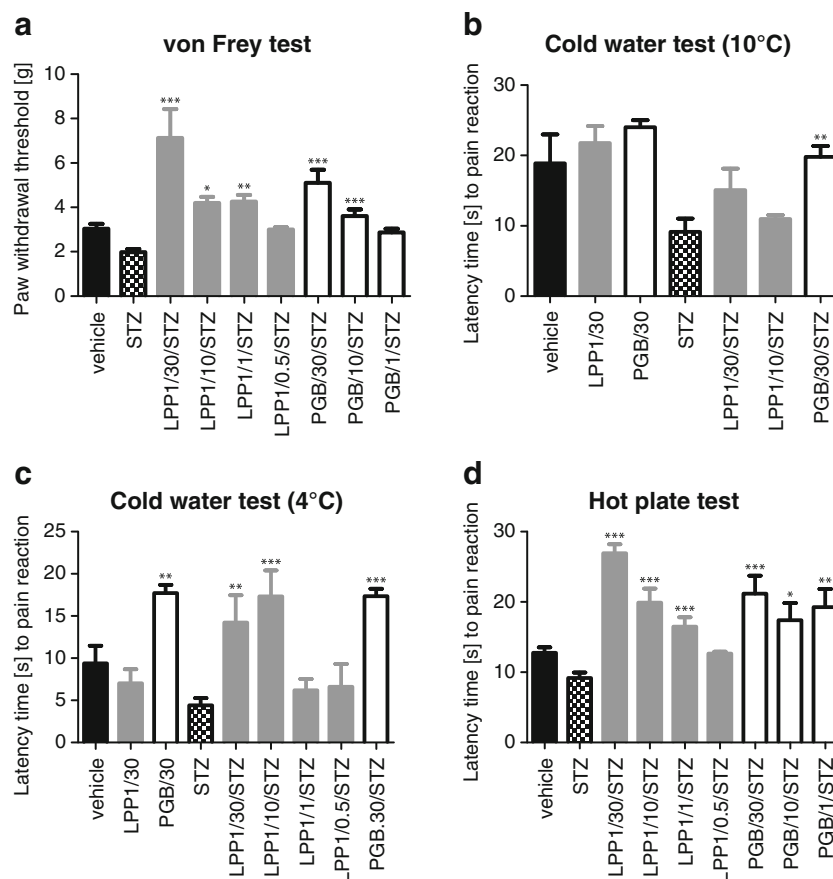 a
von Frey test
Paw withdrawal threshold [g]
10
8
6
4
2
0
***
*
**
***
***
vehicle
STZ
LPP1/30/STZ
LPP1/10/STZ
LPP1/1/STZ
LPP1/0.5/STZ
PGB/30/STZ
PGB/10/STZ
PGB/1/STZ
b
Cold water test (10°C)
Latency time [s] to pain reaction
30
20
10
0
**
vehicle
LPP1/30
PGB/30
STZ
LPP1/30/STZ
LPP1/10/STZ
PGB/30/STZ
c
Cold water test (4°C)
Latency time [s] to pain reaction
25
20
15
10
5
0
**
**
***
***
vehicle
LPP1/30
PGB/30
STZ
LPP1/30/STZ
LPP1/10/STZ
LPP1/1/STZ
LPP1/0.5/STZ
PGB.30/STZ
d
Hot plate test
Latency time [s] to pain reaction
30
20
10
0
***
***
***
***
*
**
vehicle
STZ
LPP1/30/STZ
LPP1/10/STZ
LPP1/1/STZ
LPP1/0.5/STZ
PGB/30/STZ
PGB/10/STZ
PGB/1/STZ